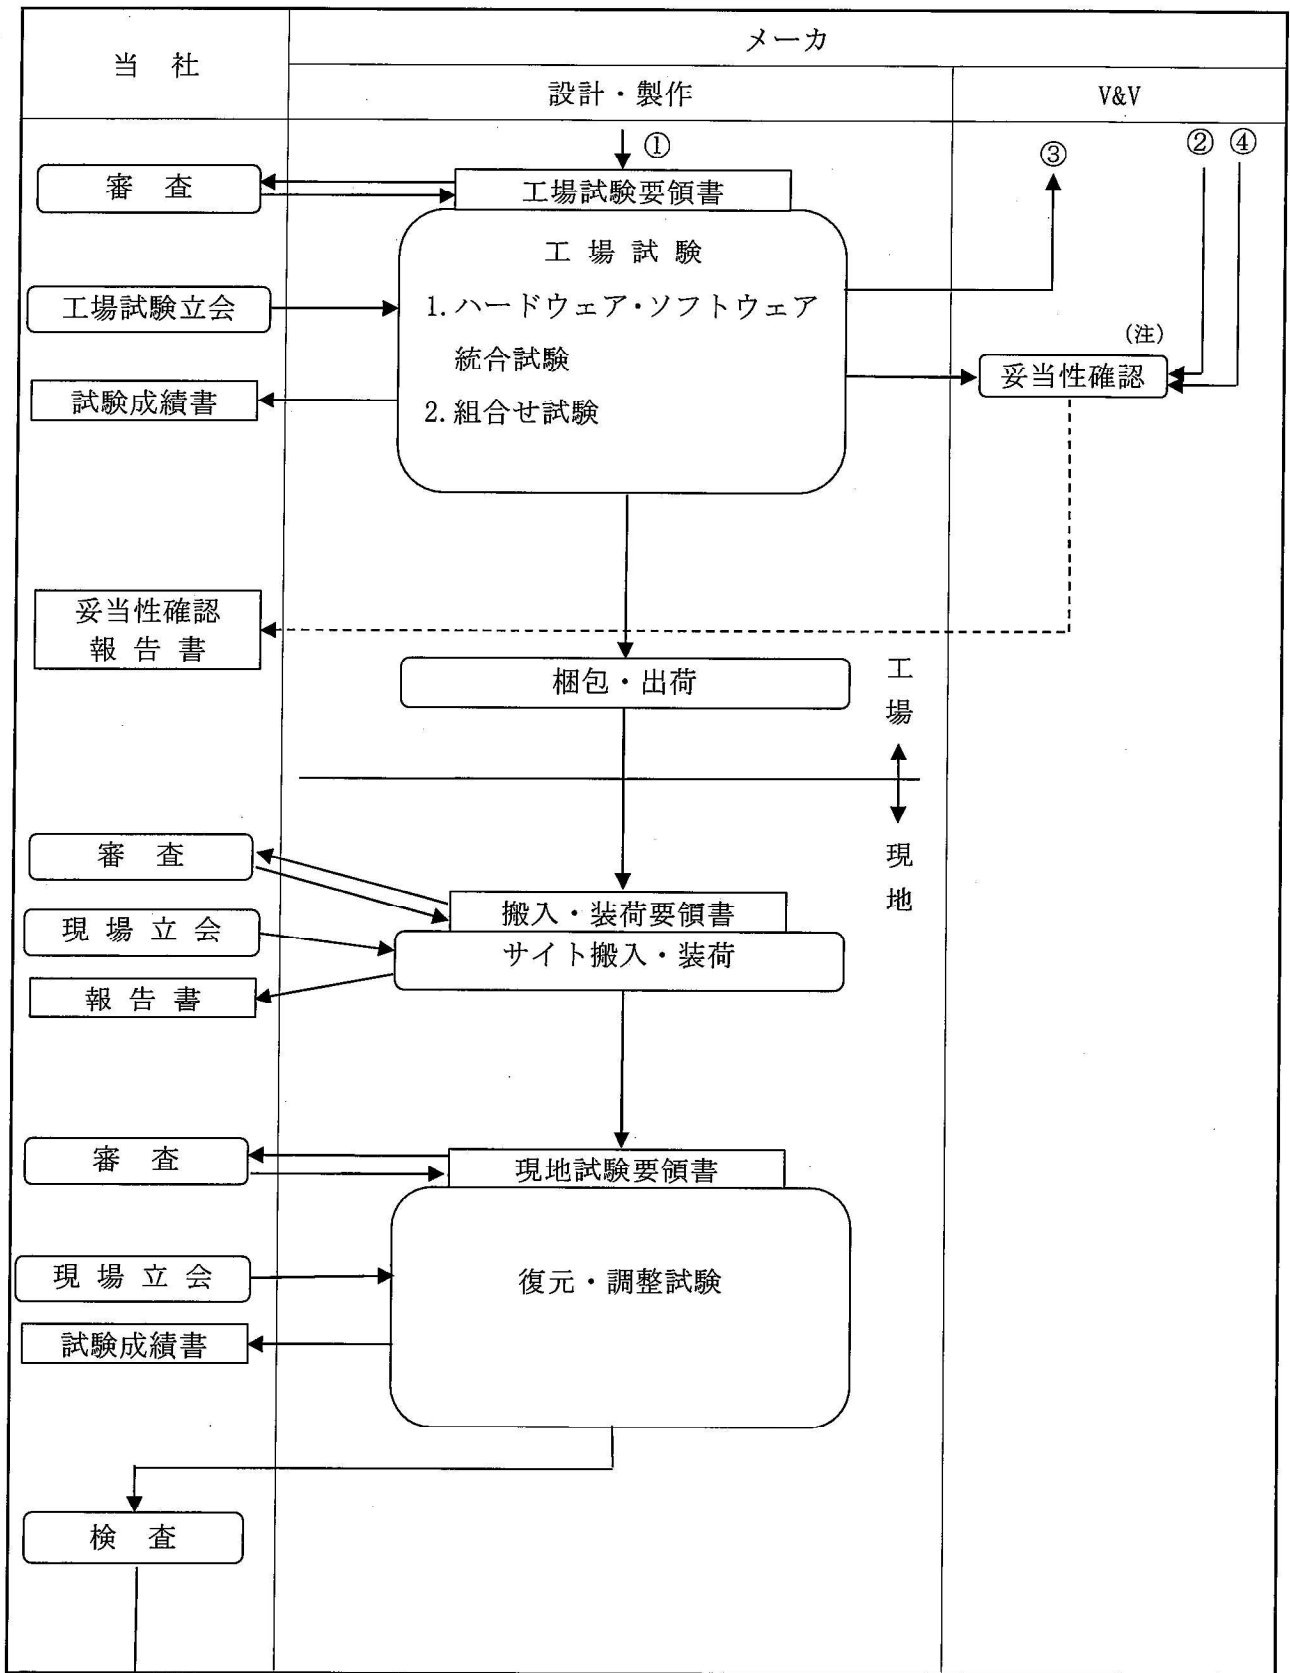 当 社
メーカ
設計・製作
V&V
①
③
②
④
審 査
工場試験要領書
工 場 試 験
工場試験立会
1.ハードウェア・ソフトウェア
統合試験
2.組合せ試験
(注)
妥当性確認
試験成績書
妥当性確認
報 告 書
梱包・出荷
工
場
現
地
審 査
搬入・装荷要領書
現 場 立 会
サイト搬入・装荷
報 告 書
審 査
現地試験要領書
現 場 立 会
復元・調整試験
試験成績書
検 査